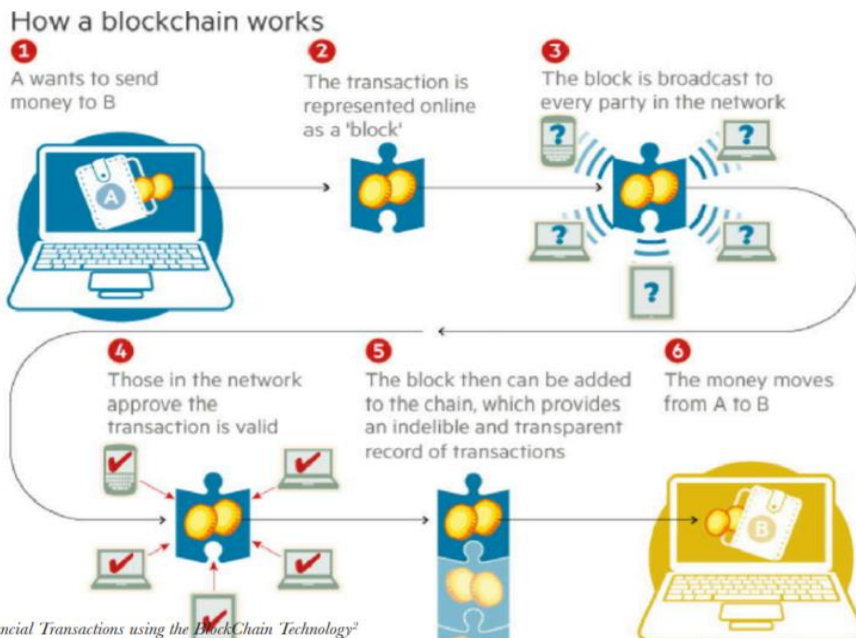 How a blockchain works
1
A wants to send
money to B
2
The transaction is
represented online
as a 'block'
3
The block is broadcast to
every party in the network
A
?
?
?
?
?
4
Those in the network
approve the
transaction is valid
5
The block then can be added
to the chain, which provides
an indelible and transparent
record of transactions
6
The money moves
from A to B
B
Transactions using the BlockChain Technology²